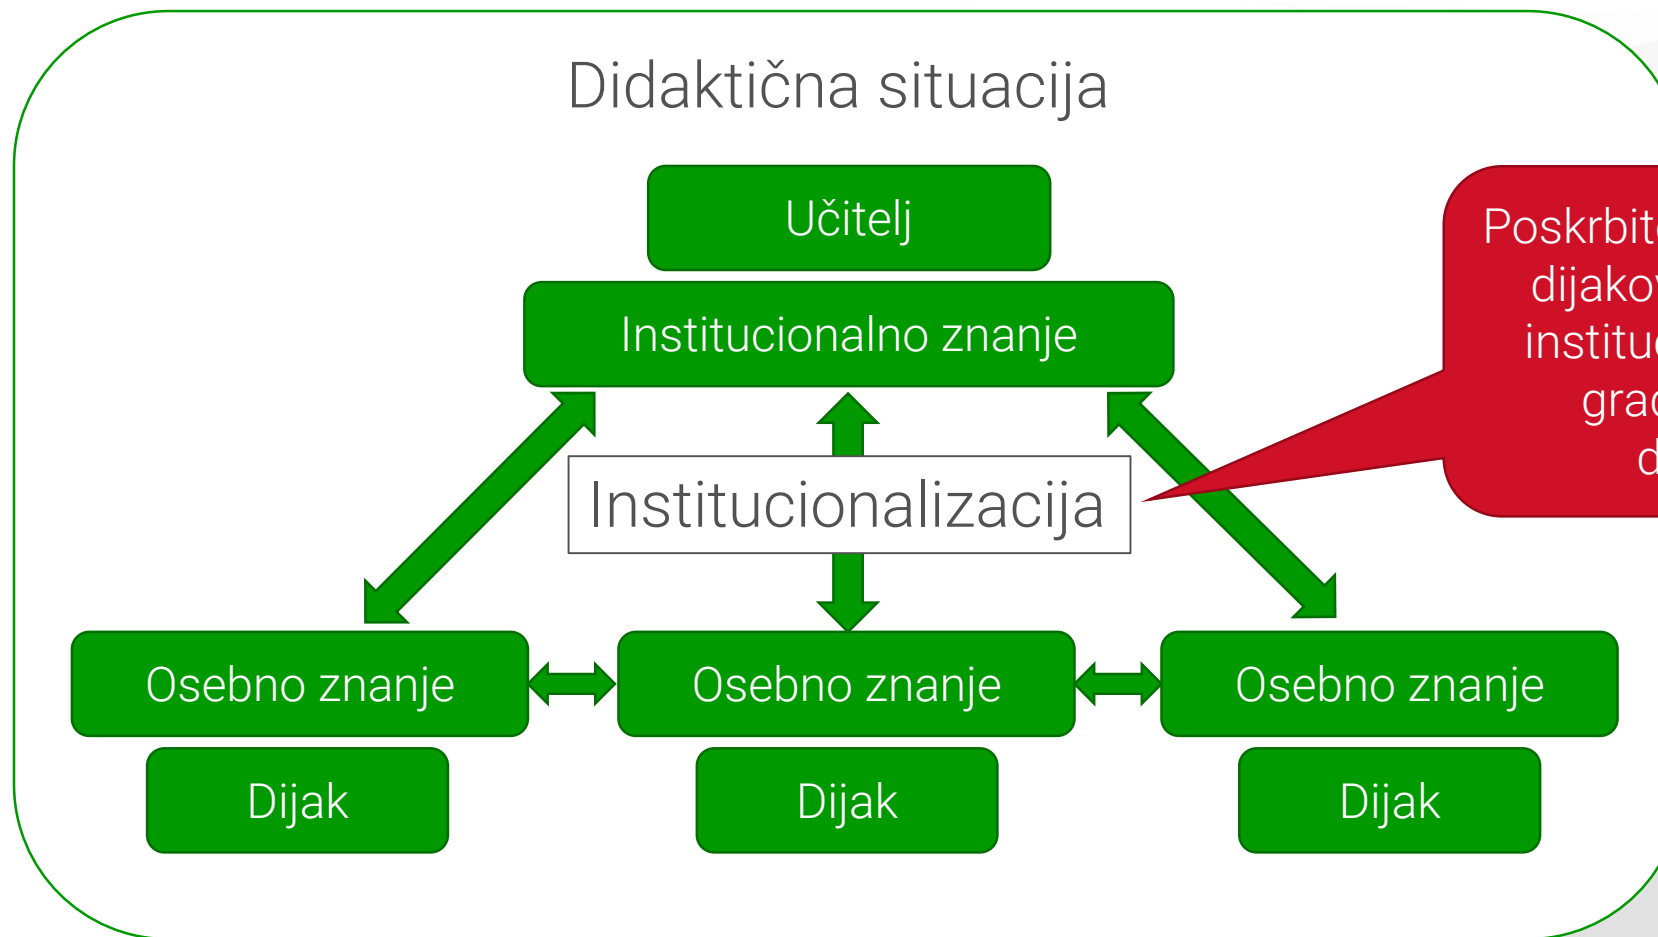 Didaktična situacija
Učitelj
Institucionalno znanje
Institucionalizacija
Osebno znanje
Osebno znanje
Osebno znanje
Dijak
Dijak
Dijak